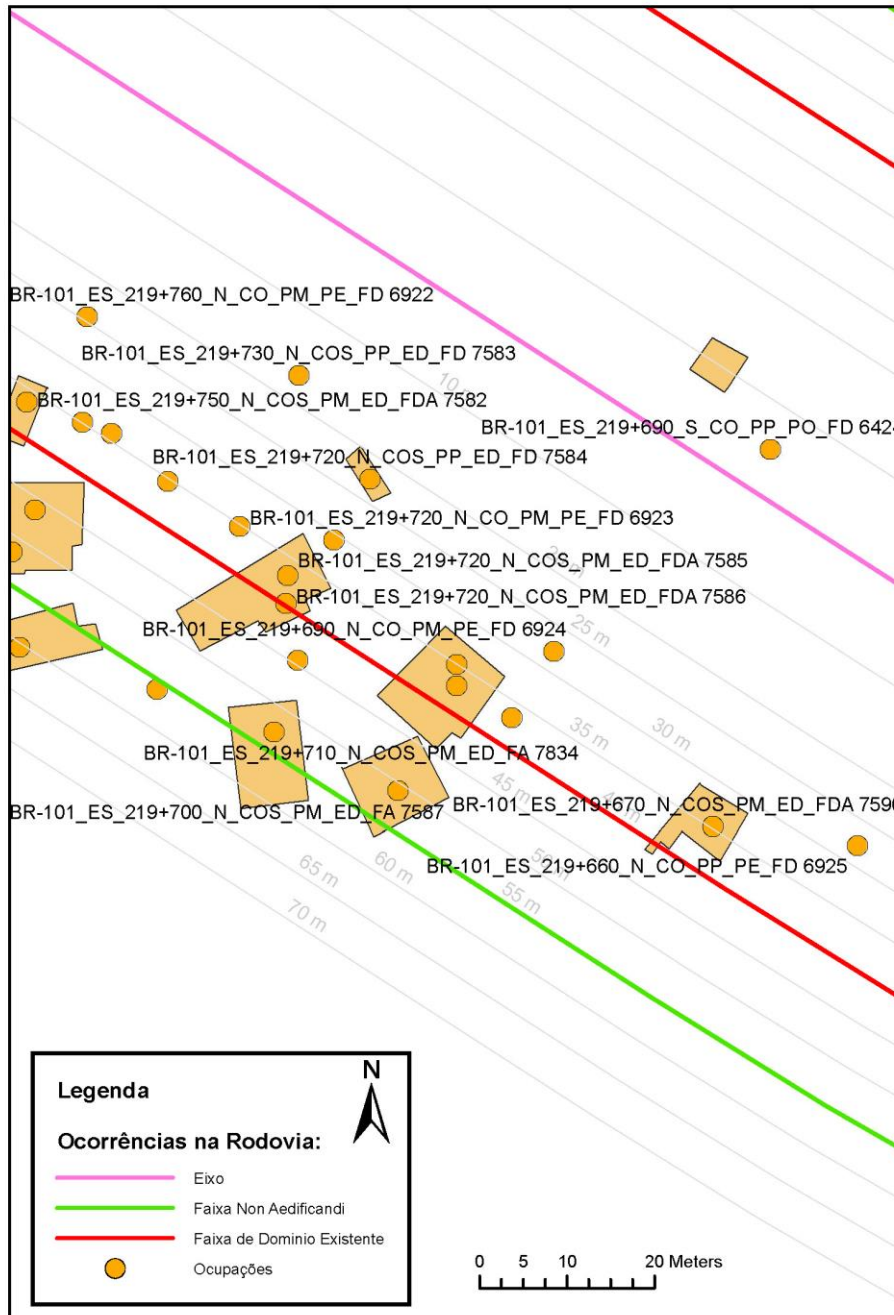 BR-101_ES_219+760_N_CO_PM_PE_FD 6922
BR-101_ES_219+730_N_COS_PP_ED_FD 7583
10 m
BR-101_ES_219+750_N_COS_PM_ED_FDA 7582
BR-101_ES_219+690_S_CO_PP_PO_FD 6424
BR-101_ES_219+720_N_COS_PP_ED_FD 7584
BR-101_ES_219+720_N_CO_PM_PE_FD 6923
BR-101_ES_219+720_N_COS_PM_ED_FDA 7585
BR-101_ES_219+720_N_COS_PM_ED_FDA 7586
25 m
BR-101_ES_219+690_N_CO_PM_PE_FD 6924
35 m
30 m
BR-101_ES_219+710_N_COS_PM_ED_FA 7834
45 m
BR-101_ES_219+670_N_COS_PM_ED_FDA
BR-101_ES_219+700_N_COS_PM_ED_FA 7587
BR-101_ES_219+660_N_CO_PP_PE_FD 6925
65 m
60 m
55 m
70 m
Legenda
N
Ocorrências na Rodovia:
Eixo
Faixa Non Aedificandi
Faixa de Dominio Existente
Ocupações
0 5 10 20 Meters